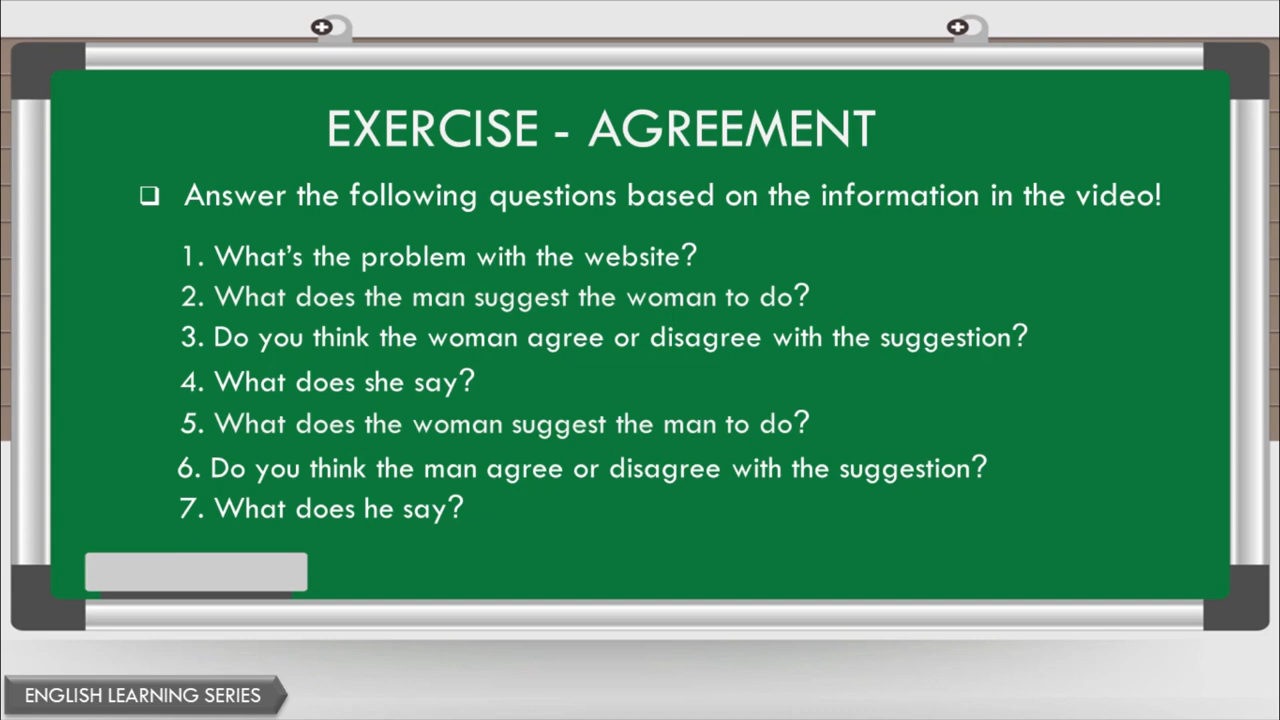 EXERCISE - AGREEMENT
❑ Answer the following questions based on the information in the video!
1. What’s the problem with the website?
2. What does the man suggest the woman to do?
3. Do you think the woman agree or disagree with the suggestion?
4. What does she say?
5. What does the woman suggest the man to do?
6. Do you think the man agree or disagree with the suggestion?
7. What does he say?
ENGLISH LEARNING SERIES